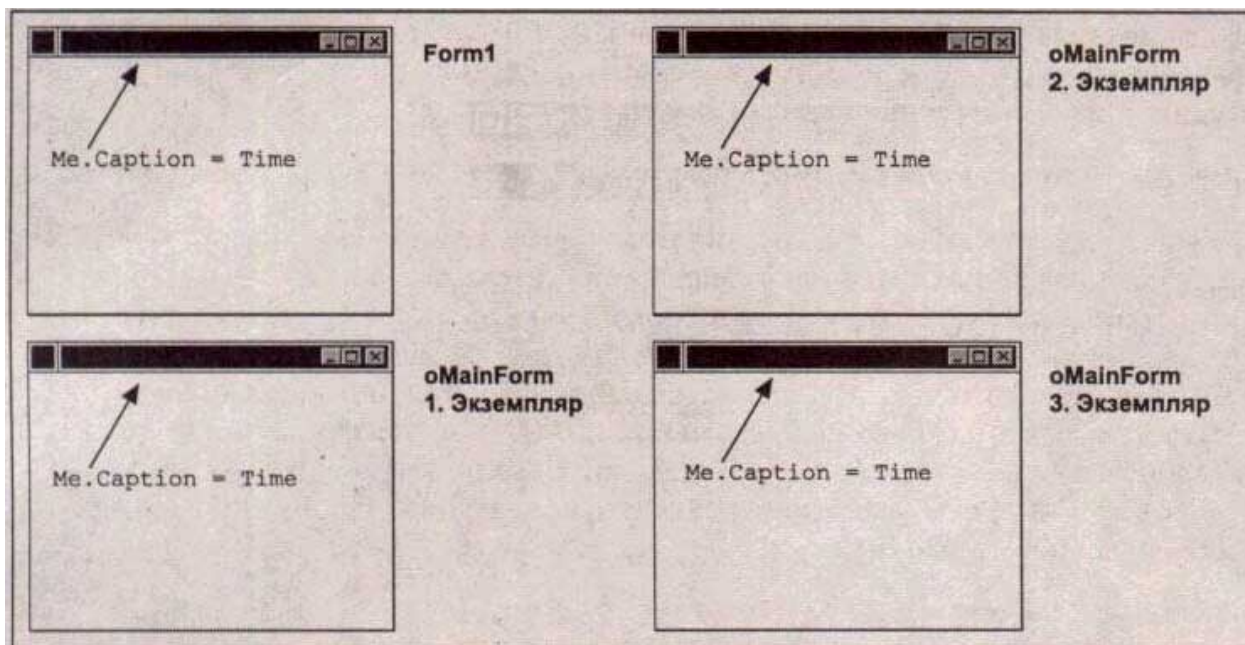 Form1
Me.Caption = Time
oMainForm
2. Экземпляр
Me.Caption = Time
oMainForm
1. Экземпляр
Me.Caption = Time
oMainForm
3. Экземпляр
Me.Caption = Time